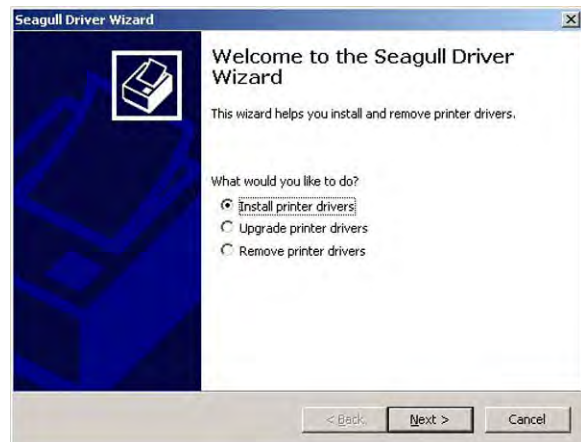 Seagull Driver Wizard
Welcome to the Seagull Driver
Wizard
This wizard helps you install and remove printer drivers.
What would you like to do?
Install printer drivers
Upgrade printer drivers
Remove printer drivers
< Back
Next >
Cancel